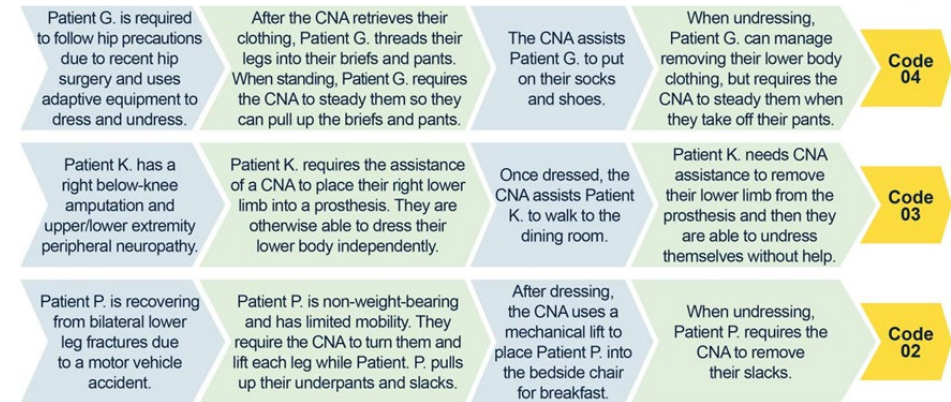 Patient G. is required
to follow hip precautions
due to recent hip
surgery and uses
adaptive equipment to
dress and undress.
After the CNA retrieves their
clothing, Patient G. threads their
legs into their briefs and pants.
When standing, Patient G. requires
the CNA to steady them so they
can pull up the briefs and pants.
The CNA assists
Patient G. to put
on their socks
and shoes.
When undressing,
Patient G. can manage
removing their lower body
clothing, but requires the
CNA to steady them when
they take off their pants.
Code
04
Patient K. has a
right below-knee
amputation and
upper/lower extremity
peripheral neuropathy.
Patient K. requires the assistance
of a CNA to place their right lower
limb into a prosthesis. They are
otherwise able to dress their
lower body independently.
Once dressed, the
CNA assists Patient
K. to walk to the
dining room.
Patient K. needs CNA
assistance to remove
their lower limb from the
prosthesis and then they
are able to undress
themselves without help.
Code
03
Patient P. is recovering
from bilateral lower
leg fractures due
to a motor vehicle
accident.
Patient P. is non-weight-bearing
and has limited mobility. They
require the CNA to turn them and
lift each leg while Patient. P. pulls
up their underpants and slacks.
After dressing,
the CNA uses a
mechanical lift to
place Patient P. into
the bedside chair
for breakfast.
When undressing,
Patient P. requires the
CNA to remove
their slacks.
Code
02